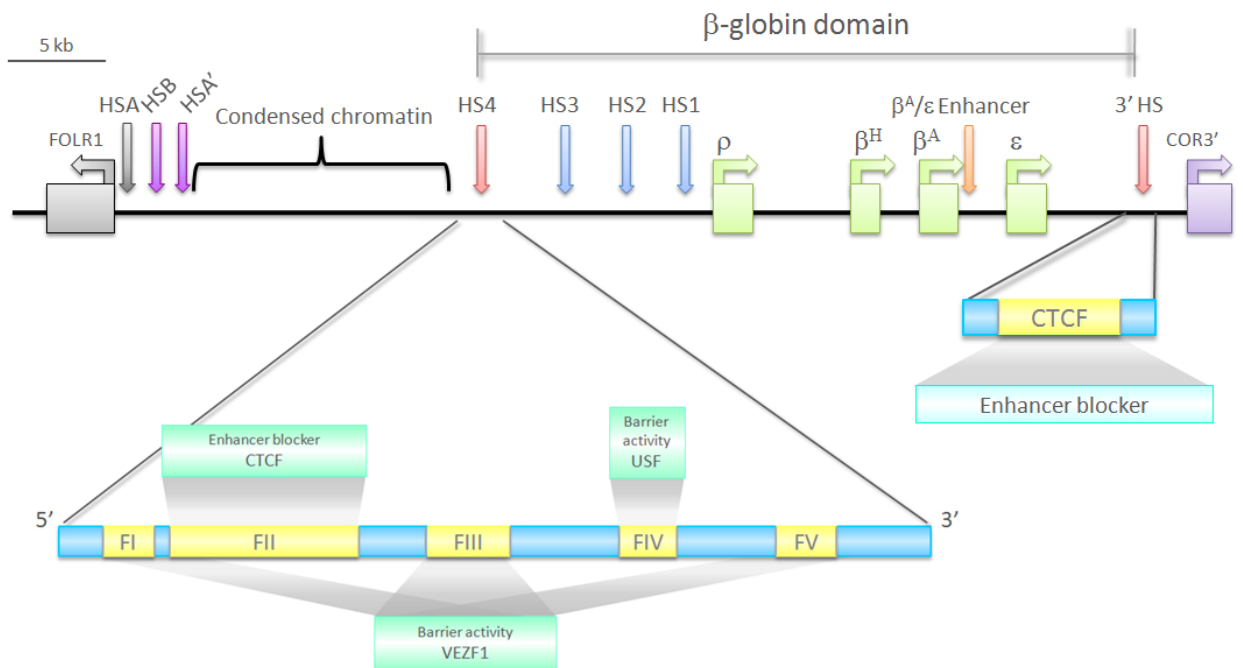 β-globin domain
5 kb
HSA
HSB
HSA'
Condensed chromatin
HS4
HS3
HS2
HS1
βᴬ/ε Enhancer
3' HS
FOLR1
ρ
βᴴ
βᴬ
ε
COR3'
CTCF
Enhancer blocker
Enhancer blocker
CTCF
Barrier
activity
USF
5'
3'
FI
FII
FIII
FIV
FV
Barrier activity
VEZF1